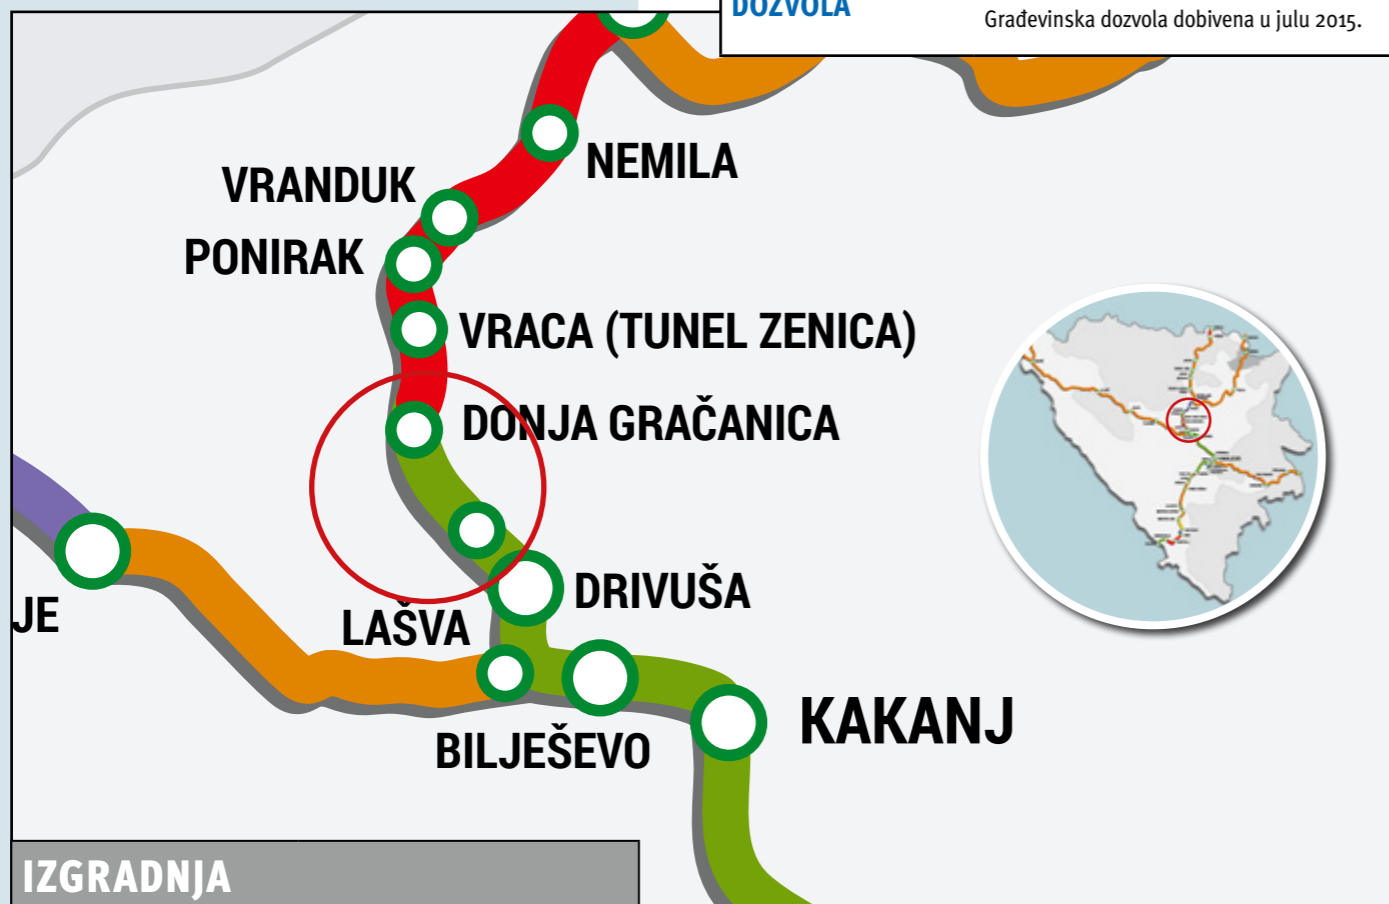 DOZVOLA
Građevinska dozvola dobivena u julu 2015.
NEMILA
VRANDUK
PONIRAK
VRACA (TUNEL ZENICA)
DONJA GRAČANICA
DRIVUŠA
JE
LAŠVA
BILJEŠEVO
KAKANJ
IZGRADNJA